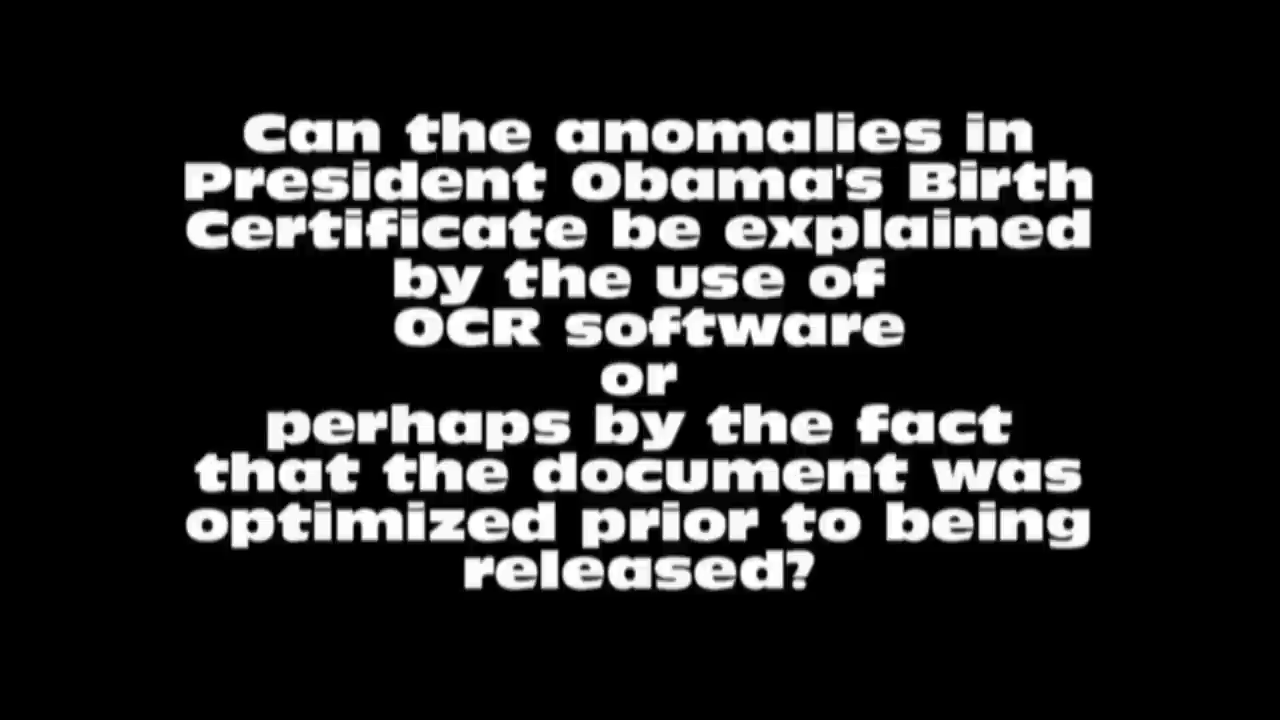 Can the anomalies in
President Obama's Birth
Certificate be explained
by the use of
OCR software
or
perhaps by the fact
that the document was
optimized prior to being
released?